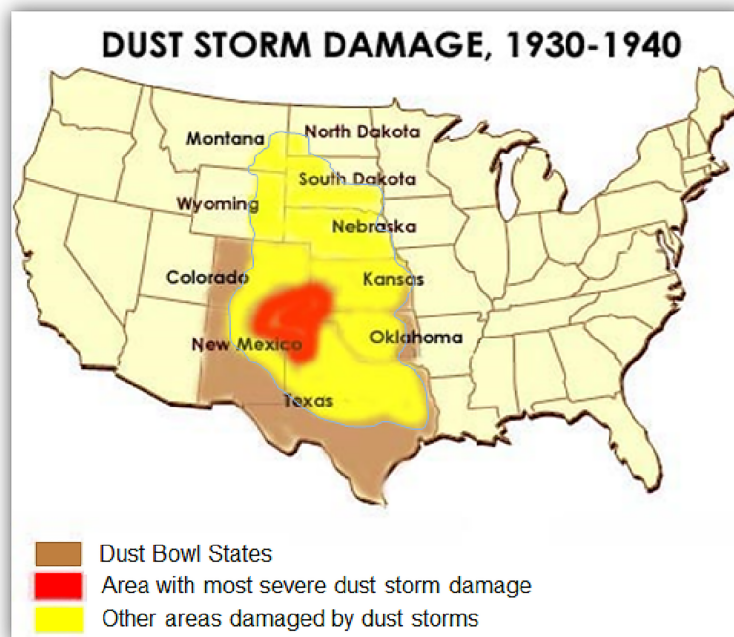 DUST STORM DAMAGE, 1930-1940
Montana
North Dakota
South Dakota
Wyoming
Nebraska
Colorado
Kansas
New Mexico
Oklahoma
Texas
Dust Bowl States
Area with most severe dust storm damage
Other areas damaged by dust storms